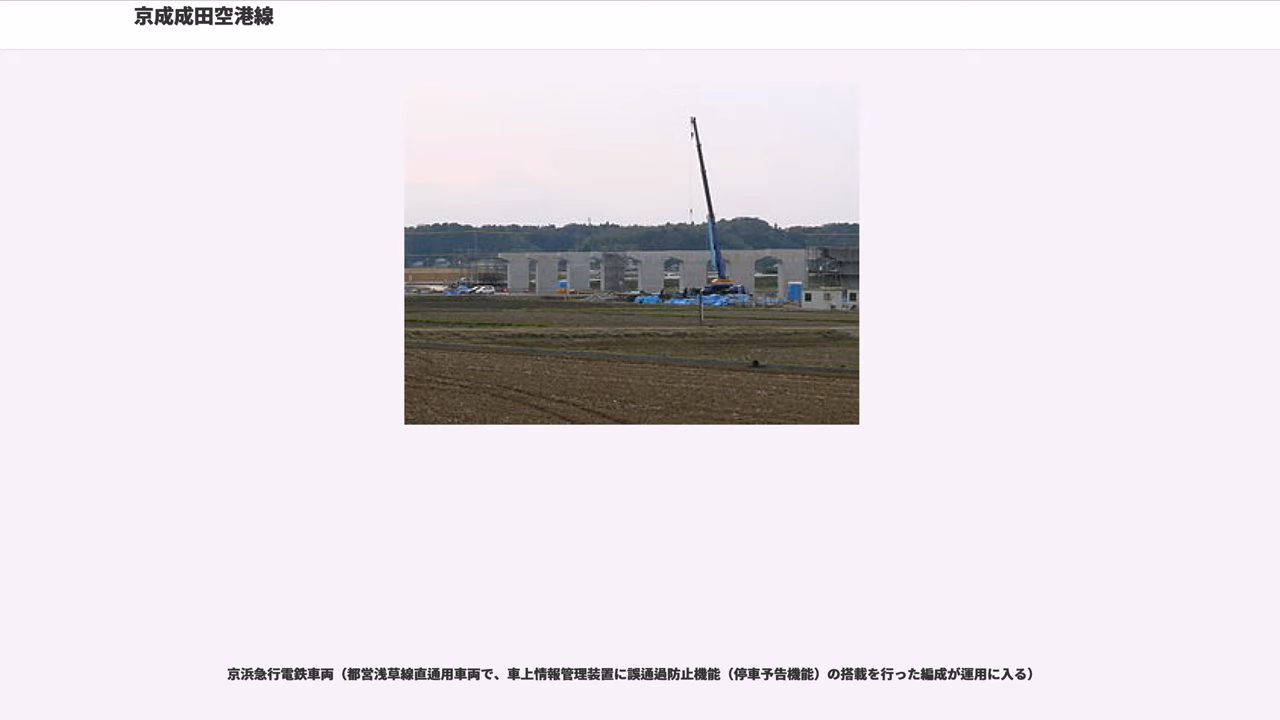 京成成田空港線
京浜急行電鉄車両（都営浅草線直通用車両で、車上情報管理装置に誤通過防止機能（停車予告機能）の搭載を行った編成が運用に入る）